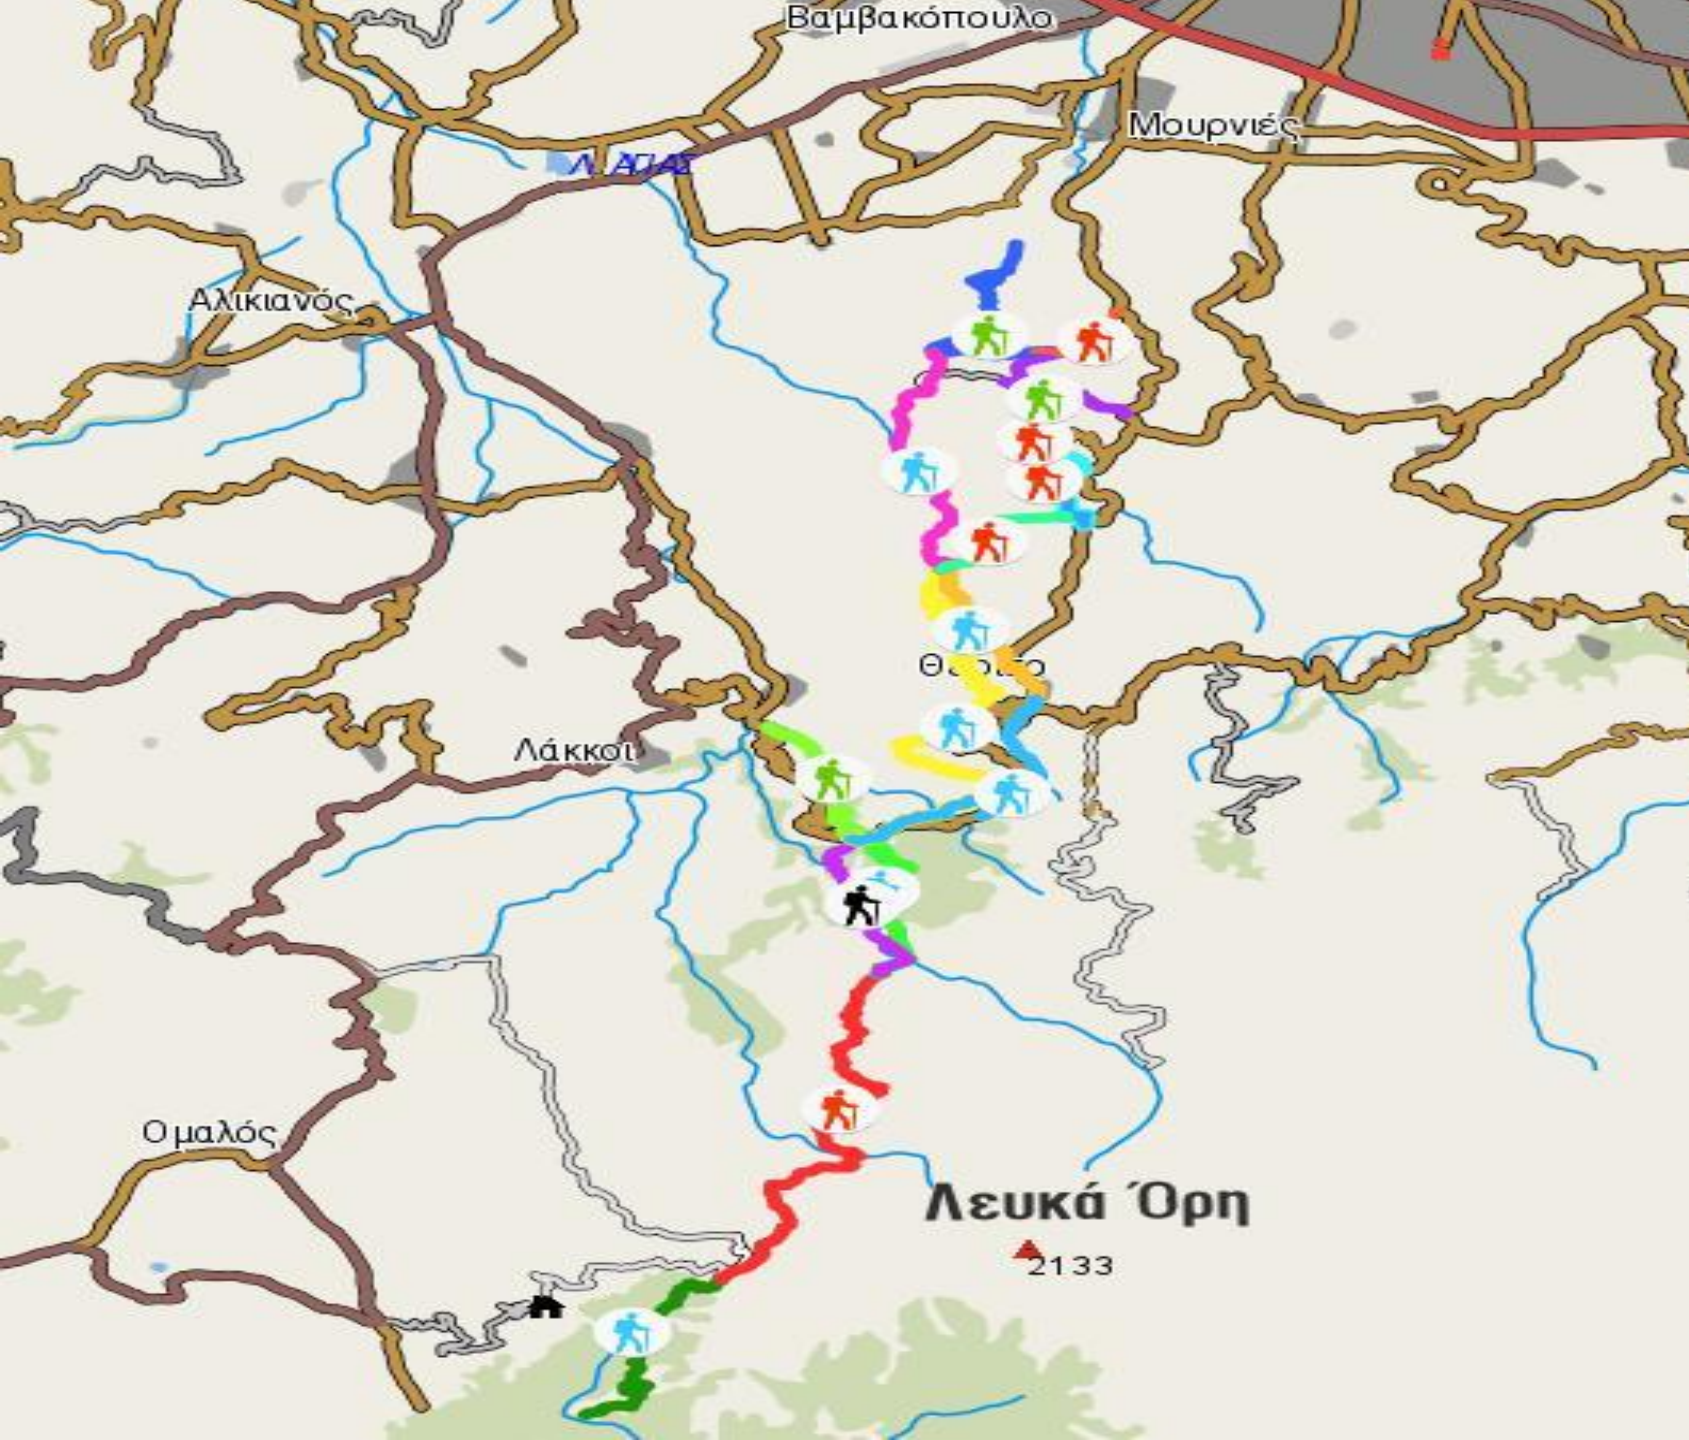 Βαμβακόπουλο
Μουρνιές
Λ. ΑΓΙΑΣ
Αλικιανός
Λάκκοι
Ομαλός
Λευκά Όρη
2133